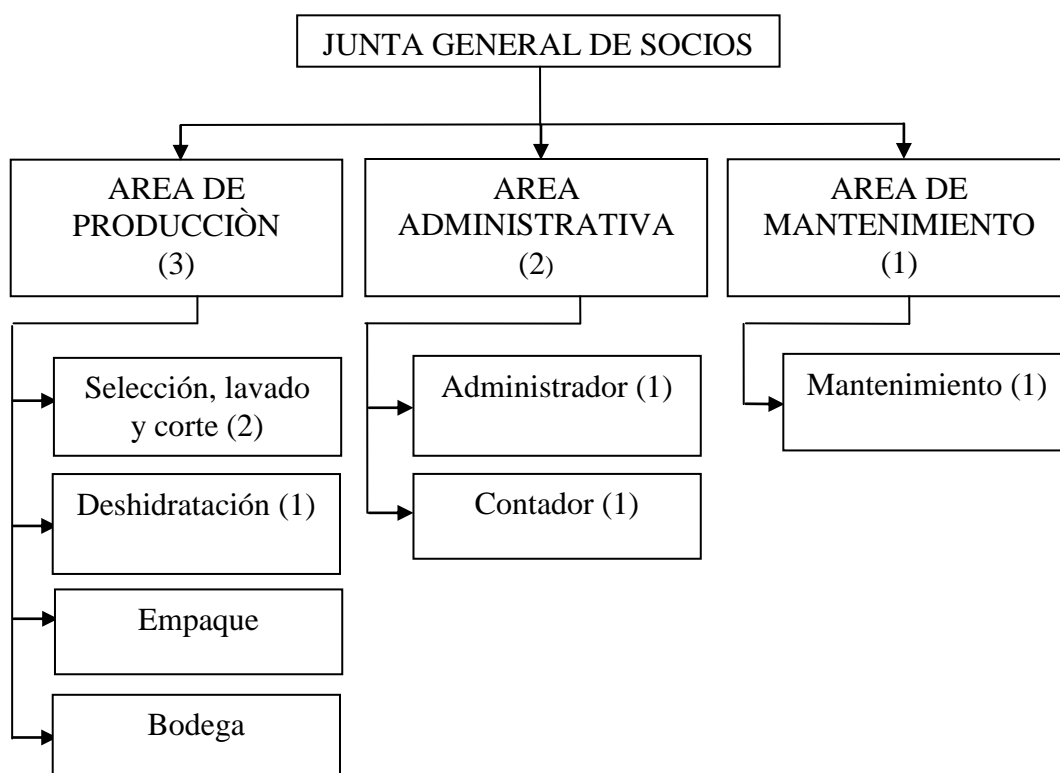 JUNTA GENERAL DE SOCIOS
AREA DE
PRODUCCIÒN
(3)
AREA
ADMINISTRATIVA
(2)
AREA DE
MANTENIMIENTO
(1)
Selección, lavado
y corte (2)
Deshidratación (1)
Empaque
Bodega
Administrador (1)
Contador (1)
Mantenimiento (1)